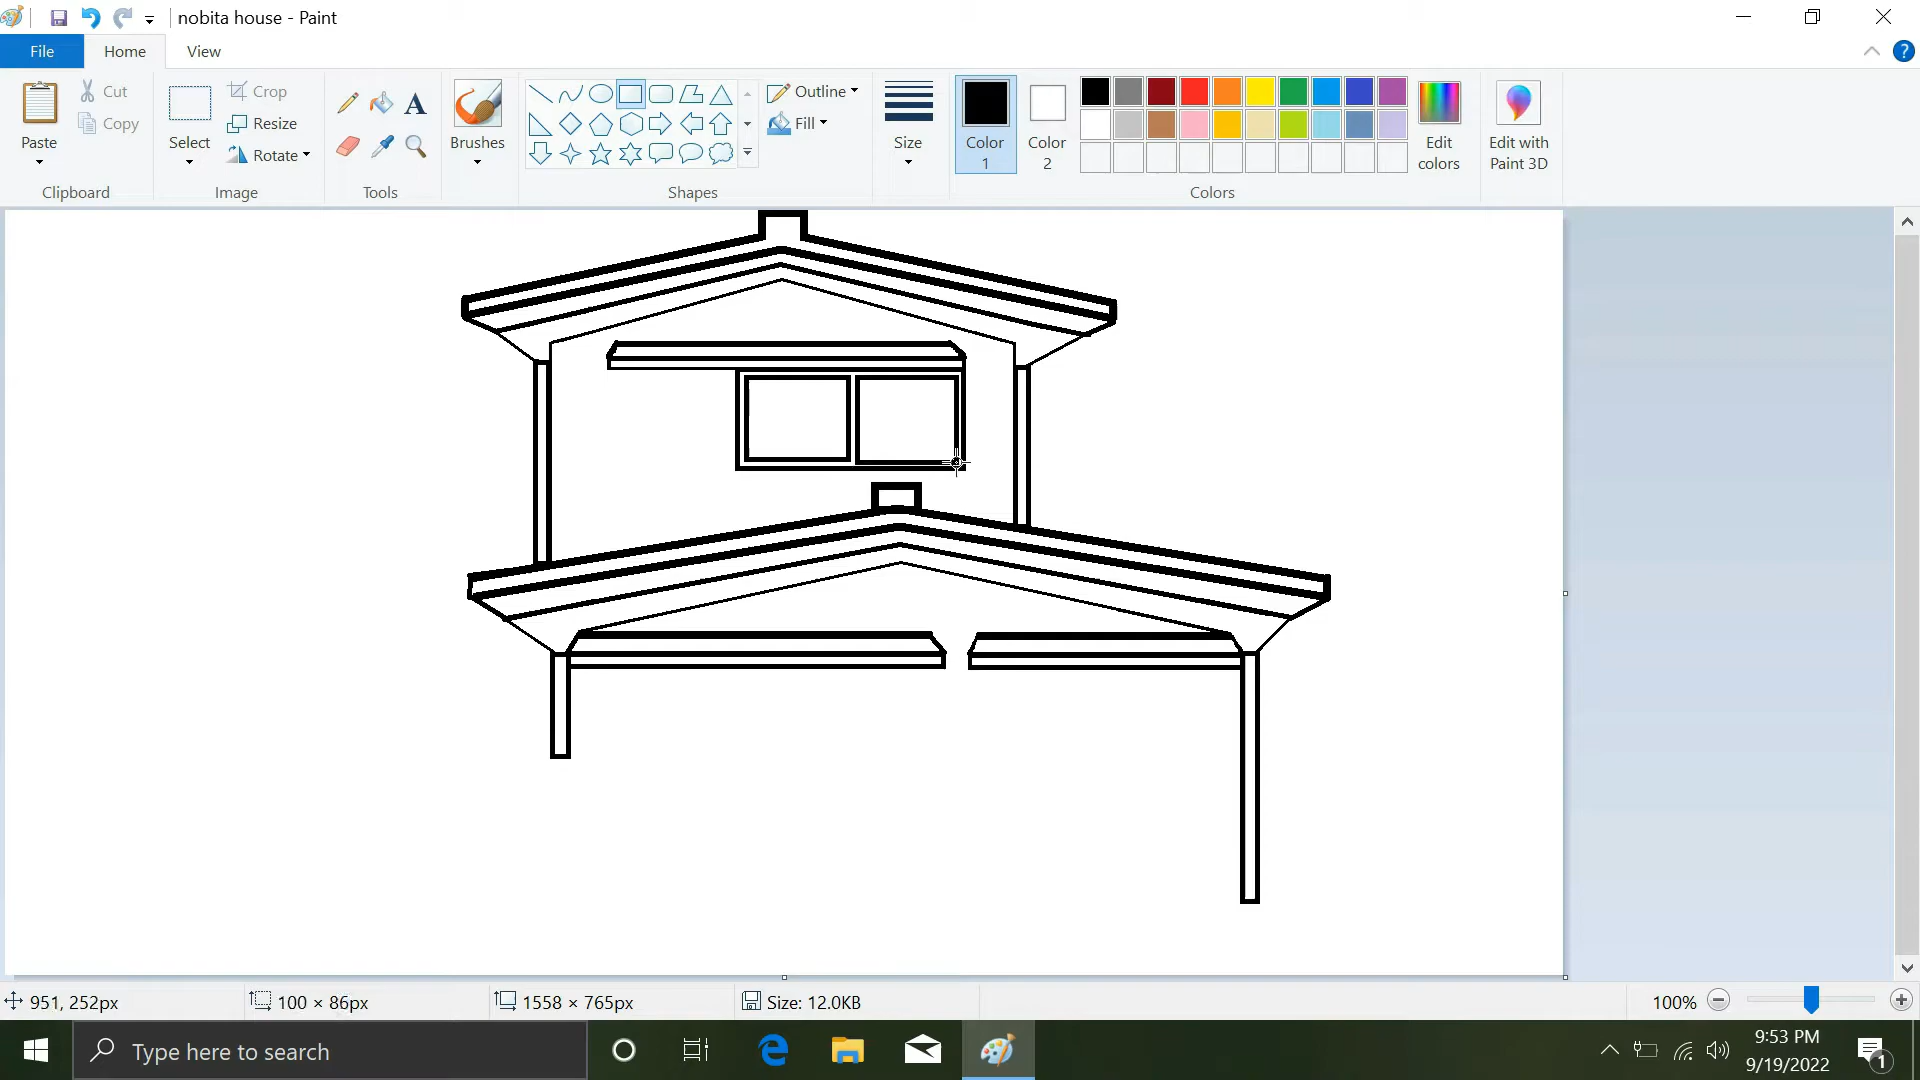 nobita house - Paint
File Home View
Paste
Cut
Copy
Clipboard
Select
Crop
Resize
Rotate
Image
A
Tools
Brushes
Outline
Fill
Shapes
Size
Color 1
Color 2
Colors
Edit colors
Edit with Paint 3D
?
951, 252px
100 × 86px
1558 × 765px
Size: 12.0KB
100%
Type here to search
9:53 PM
9/19/2022
1